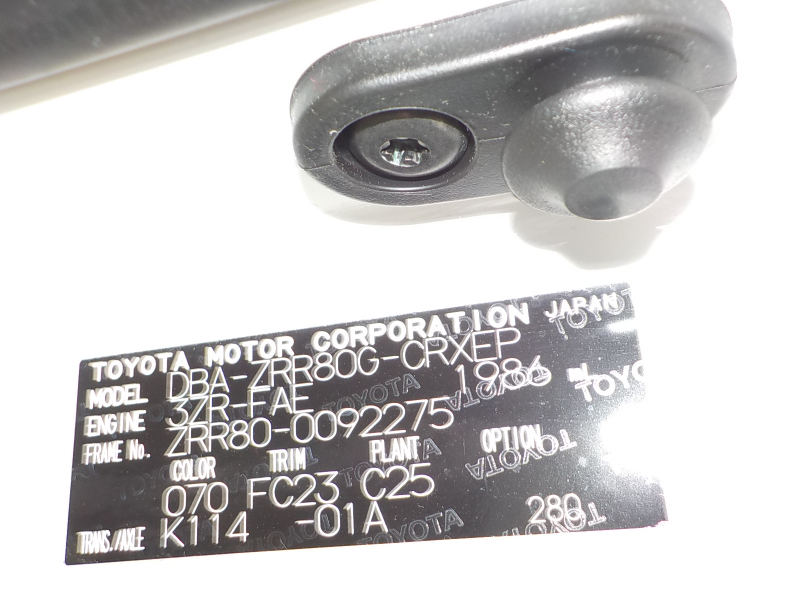 TOYOTA MOTOR CORPORATION JAPAN
MODEL DBA-ZRR80G-CRXEP
ENGINE 3ZR-FAE 1986
FRAME No. ZRR80-0092275
COLOR TRIM PLANT OPTION
070 FC23 C25
TRANS./AXLE K114 -01A 280